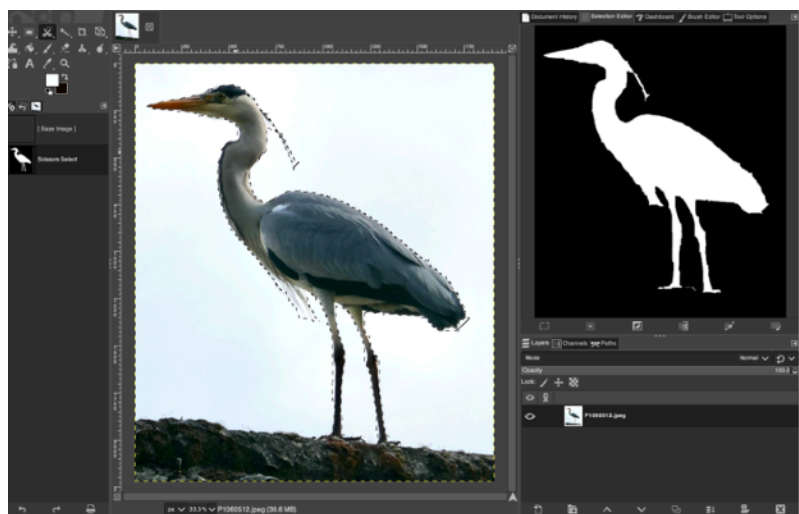 Document History Selection Editor Dashboard Brush Editor Tool Options
[ Base Image ]
Scissors Select
px 33.3% P1060512.jpeg (39.6 MB)
Layers Channels Paths
Mode Normal
Opacity 100.0
Lock:
P1060512.jpeg